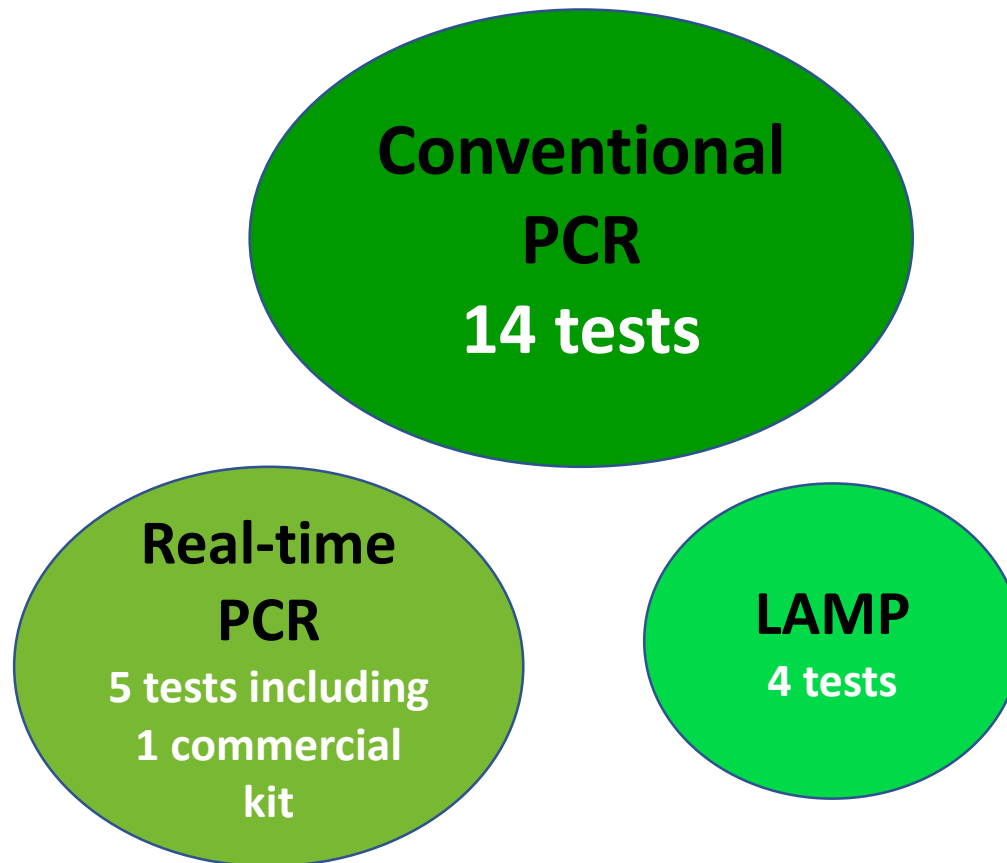 Conventional
PCR
14 tests
Real-time
PCR
5 tests including
1 commercial
kit
LAMP
4 tests